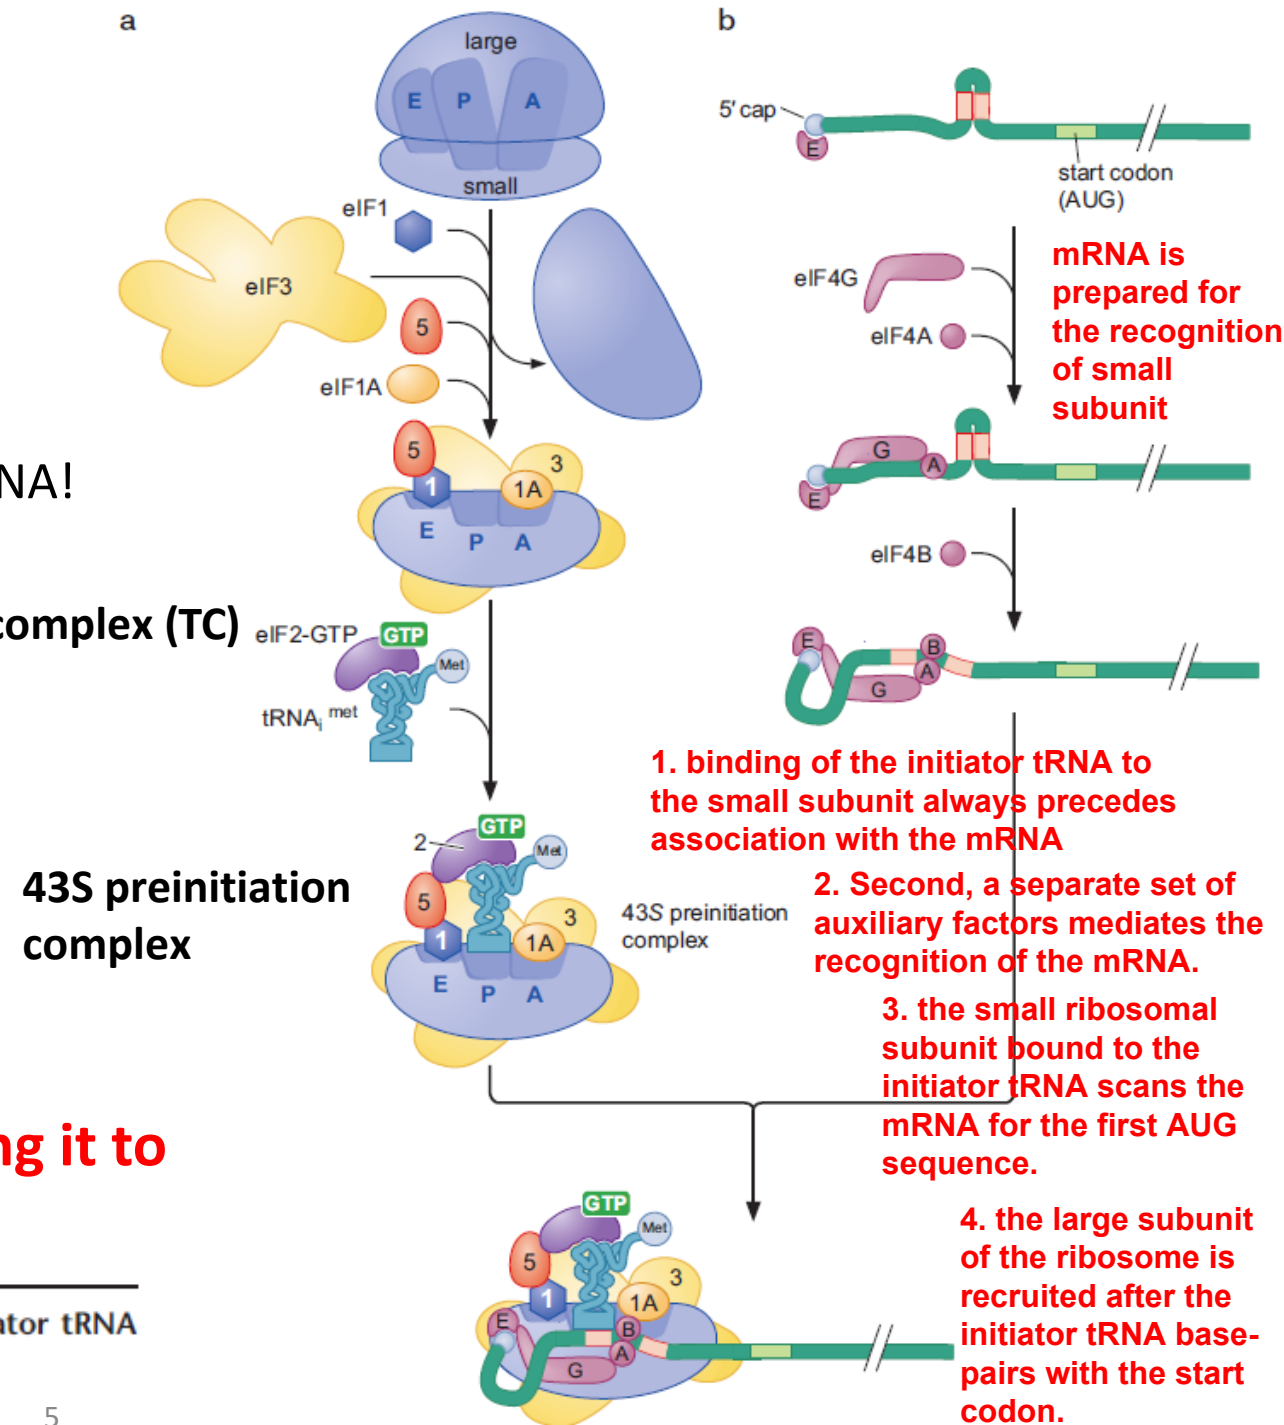 a
large
E P A
small
eIF1
eIF3
5
eIF1A
5
1
3
1A
E P A
NA!
complex (TC)
eIF2-GTP
GTP
Met
tRNAi met
GTP
2
Met
5
3
1
1A
E P A
43S preinitiation
complex
43S preinitiation
complex
b
5′ cap
E
start codon
(AUG)
eIF4G
eIF4A
mRNA is
prepared for
the recognition
of small
subunit
G
A
E
eIF4B
E
B
A
G
1. binding of the initiator tRNA to
the small subunit always precedes
association with the mRNA
2. Second, a separate set of
auxiliary factors mediates the
recognition of the mRNA.
3. the small ribosomal
subunit bound to the
initiator tRNA scans the
mRNA for the first AUG
sequence.
ng it to
GTP
Met
5
3
1
1A
E
B
A
G
4. the large subunit
of the ribosome is
recruited after the
initiator tRNA base-
pairs with the start
codon.
ator tRNA
5